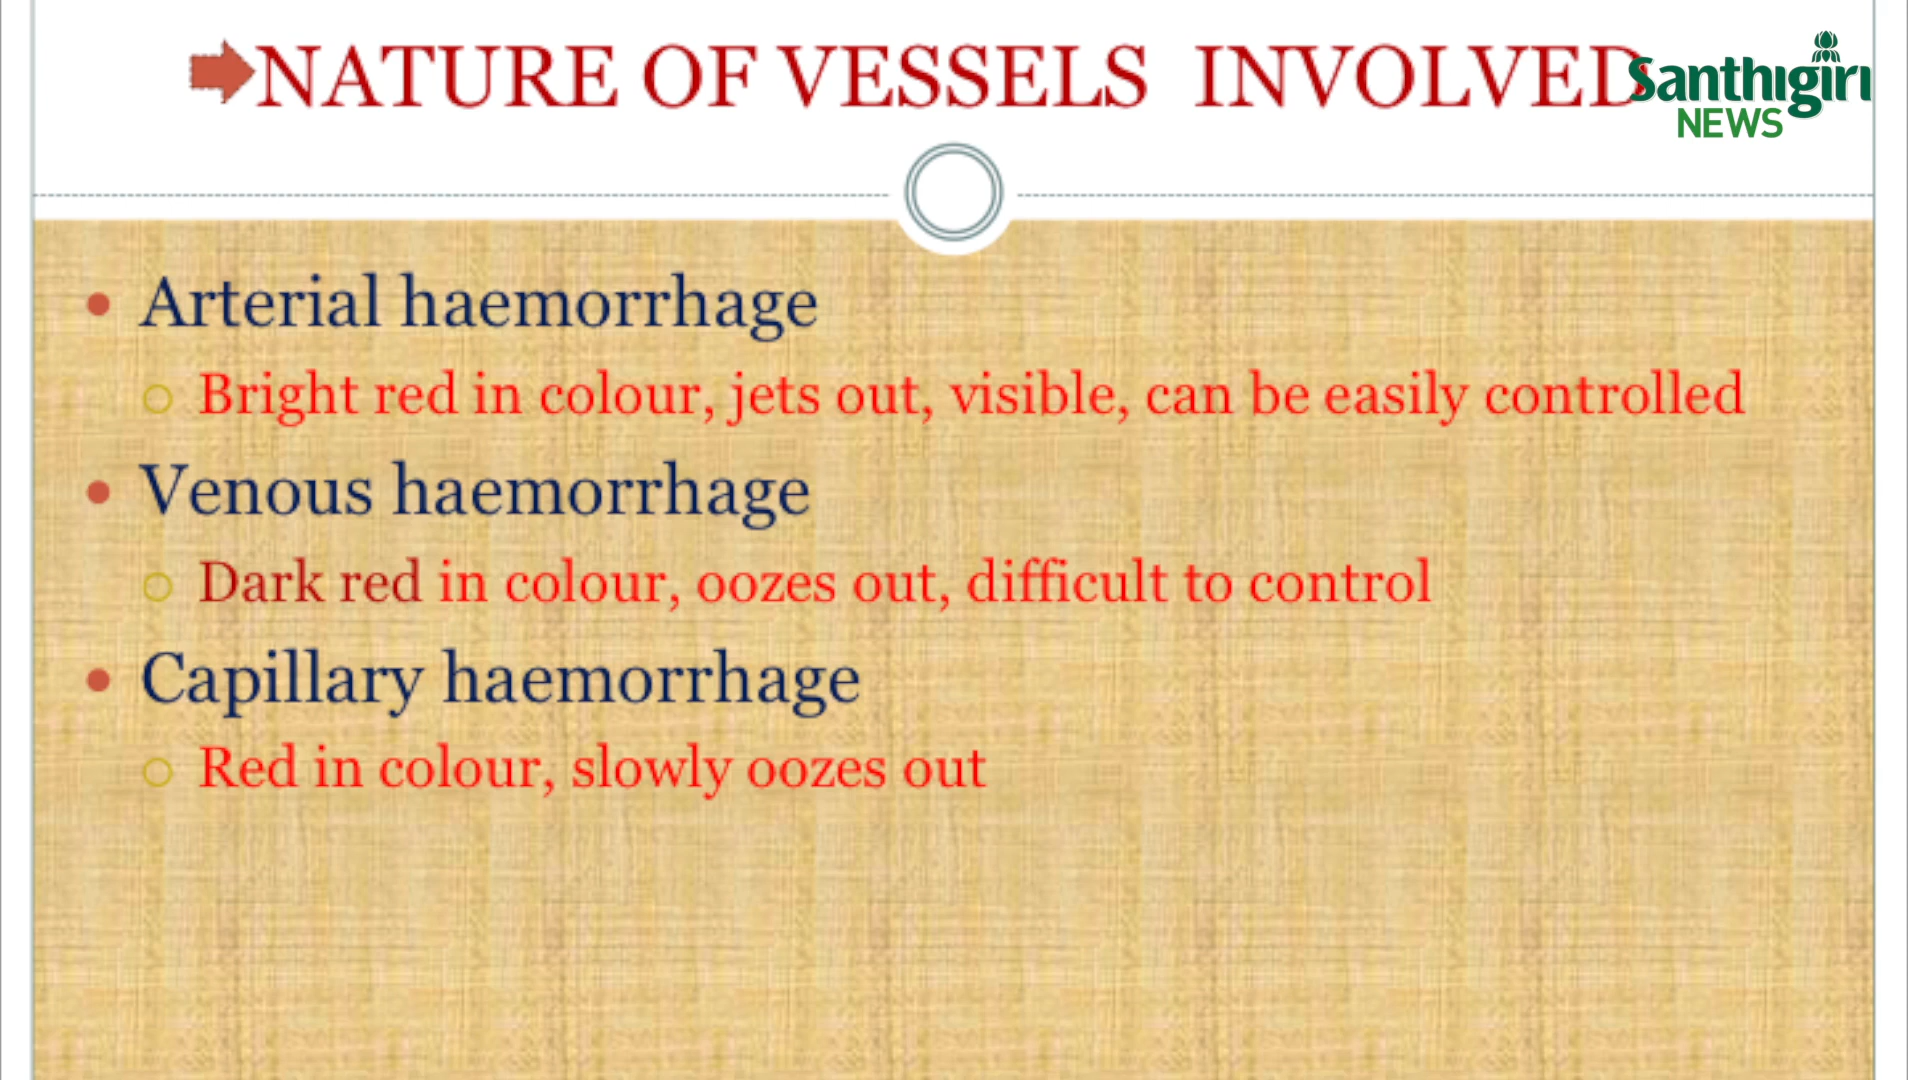 NATURE OF VESSELS INVOLVED
Santhigiri
NEWS
Arterial haemorrhage
Bright red in colour, jets out, visible, can be easily controlled
Venous haemorrhage
Dark red in colour, oozes out, difficult to control
Capillary haemorrhage
Red in colour, slowly oozes out